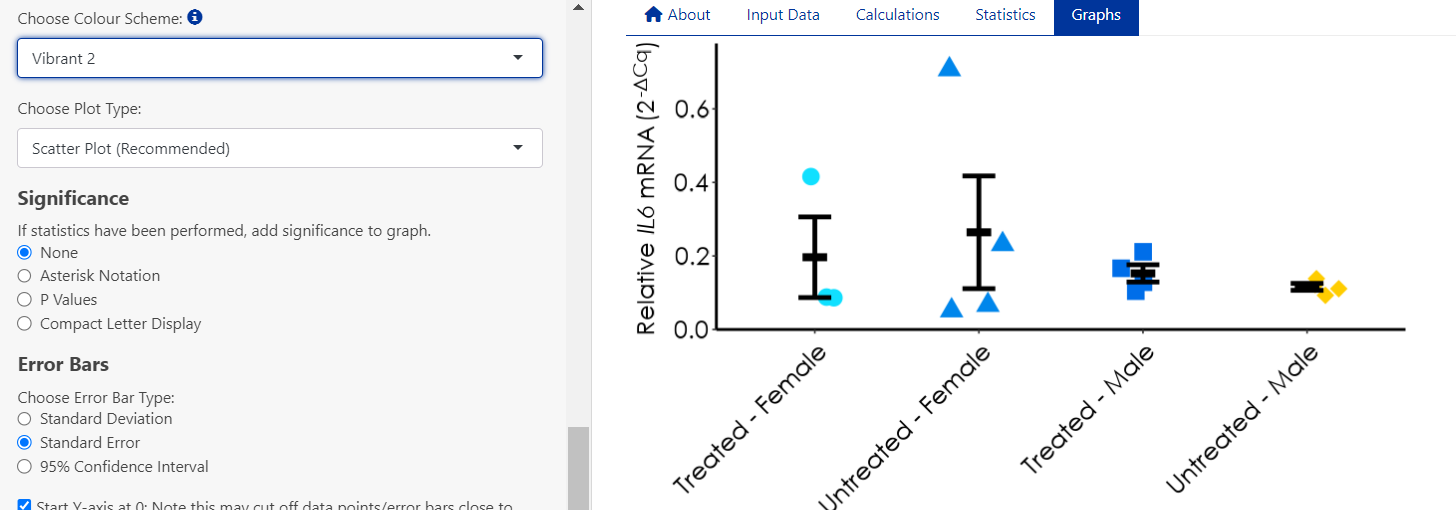 Choose Colour Scheme:
Vibrant 2
Choose Plot Type:
Scatter Plot (Recommended)
Significance
If statistics have been performed, add significance to graph.
None
Asterisk Notation
P Values
Compact Letter Display
Error Bars
Choose Error Bar Type:
Standard Deviation
Standard Error
95% Confidence Interval
Start Y-axis at 0: Note this may cut off data points/error bars close to
About Input Data Calculations Statistics Graphs
Relative IL6 mRNA (2^-ΔCq)
0.6
0.4
0.2
0.0
Treated - Female
Untreated - Female
Treated - Male
Untreated - Male